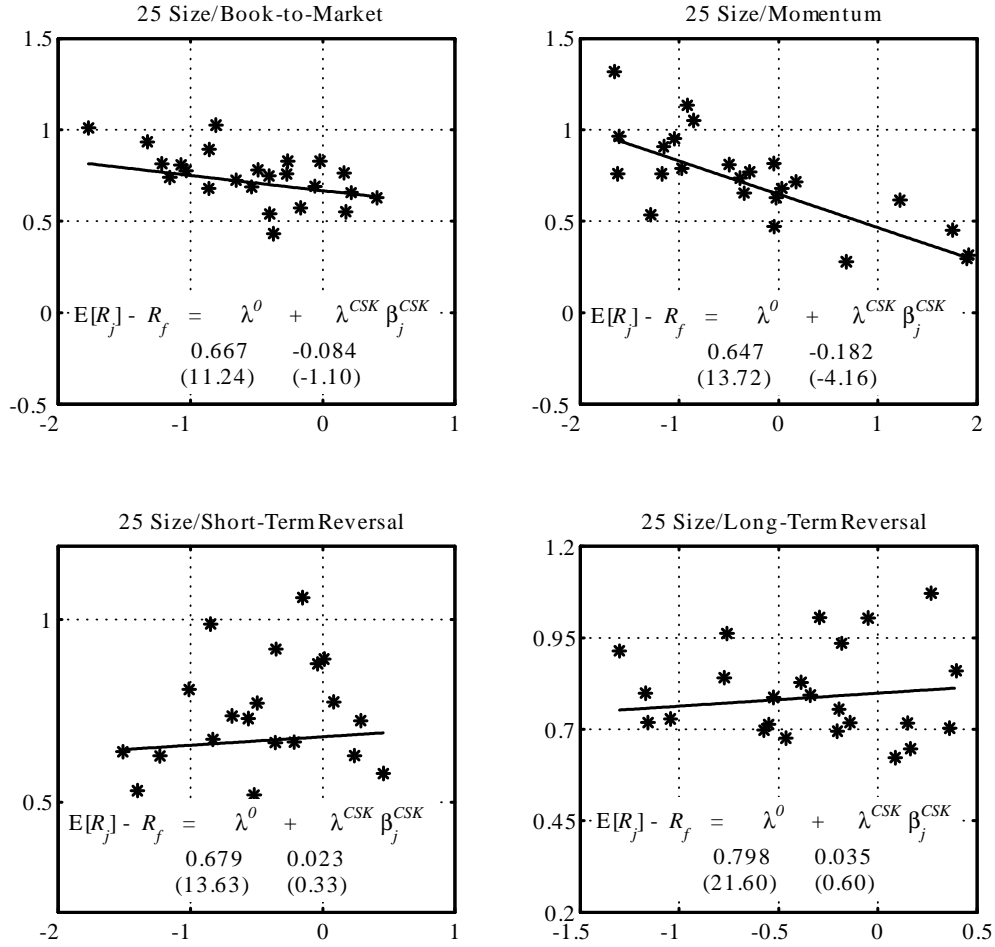 25 Size/Book-to-Market
1.5
1
0.5
0
-0.5
E[R_j] - R_f = λ^0 + λ^CSK β_j^CSK
0.667 -0.084
(11.24) (-1.10)
-2 -1 0 1
25 Size/Momentum
1.5
1
0.5
0
-0.5
E[R_j] - R_f = λ^0 + λ^CSK β_j^CSK
0.647 -0.182
(13.72) (-4.16)
-2 -1 0 1 2
25 Size/Short-Term Reversal
1
0.5
E[R_j] - R_f = λ^0 + λ^CSK β_j^CSK
0.679 0.023
(13.63) (0.33)
-2 -1 0 1
25 Size/Long-Term Reversal
1.2
0.95
0.7
0.45
0.2
E[R_j] - R_f = λ^0 + λ^CSK β_j^CSK
0.798 0.035
(21.60) (0.60)
-1.5 -1 -0.5 0 0.5